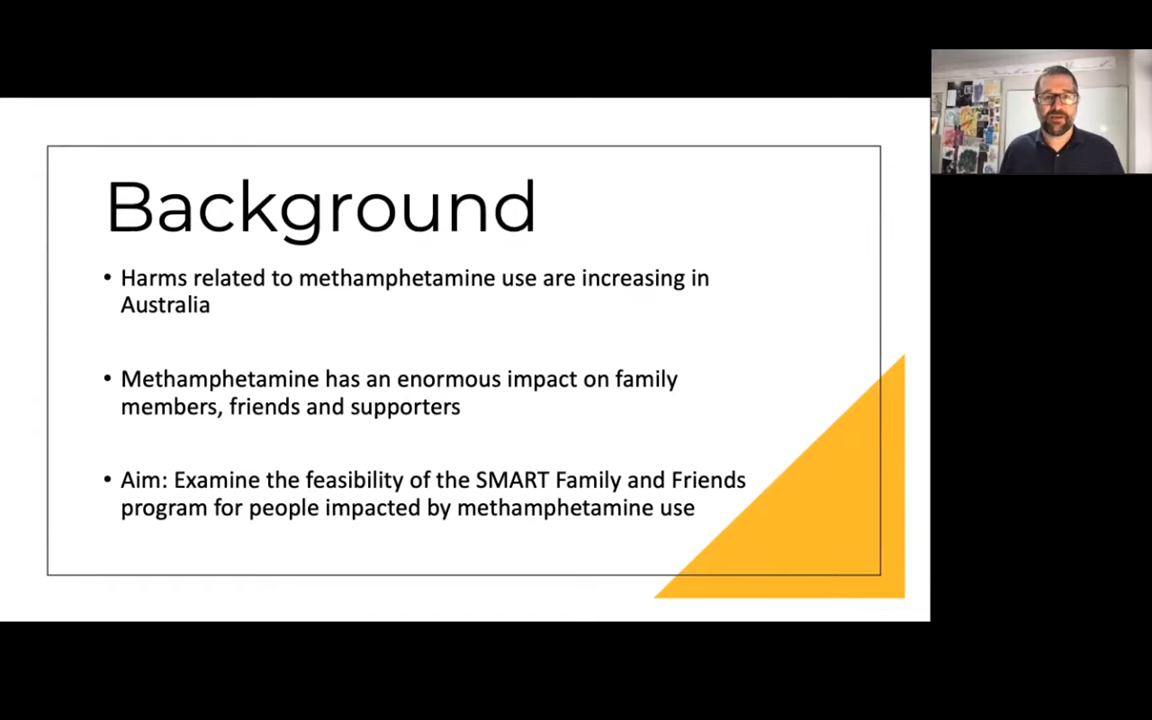 Background
• Harms related to methamphetamine use are increasing in
Australia
• Methamphetamine has an enormous impact on family
members, friends and supporters
• Aim: Examine the feasibility of the SMART Family and Friends
program for people impacted by methamphetamine use